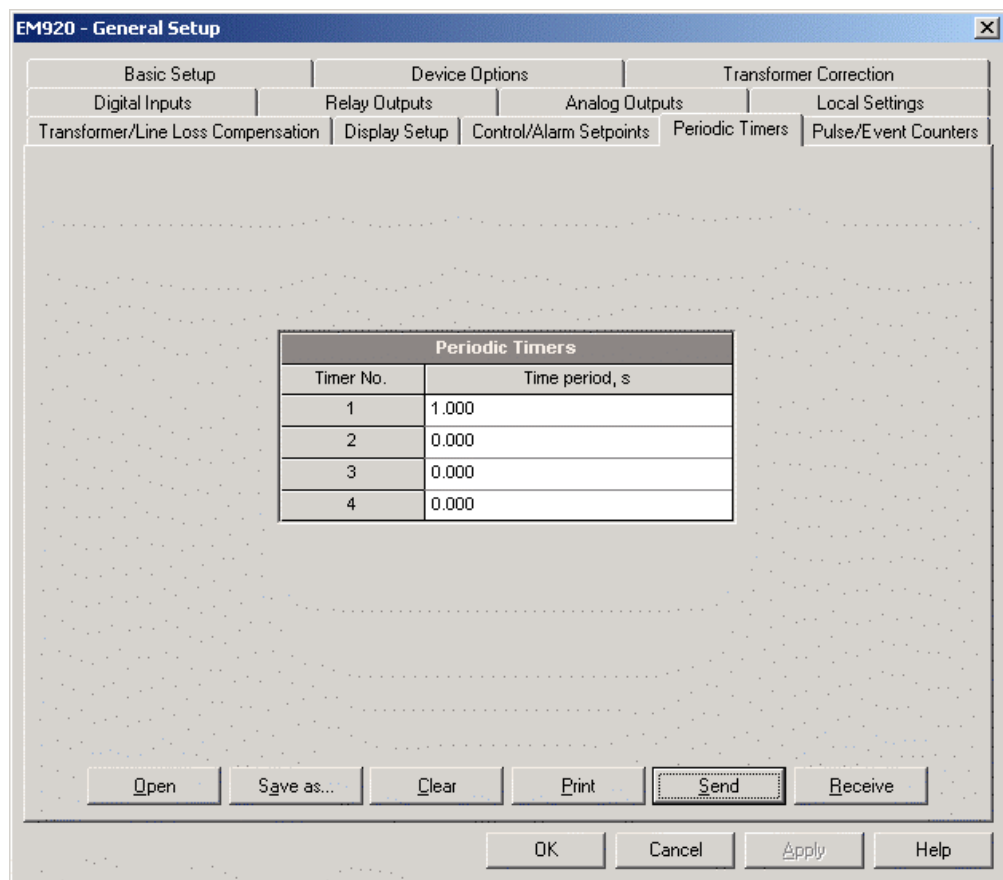 EM920 - General Setup
Basic Setup Device Options Transformer Correction
Digital Inputs Relay Outputs Analog Outputs Local Settings
Transformer/Line Loss Compensation Display Setup Control/Alarm Setpoints Periodic Timers Pulse/Event Counters
Periodic Timers
Timer No. Time period, s
1 1.000
2 0.000
3 0.000
4 0.000
Open Save as... Clear Print Send Receive
OK Cancel Apply Help